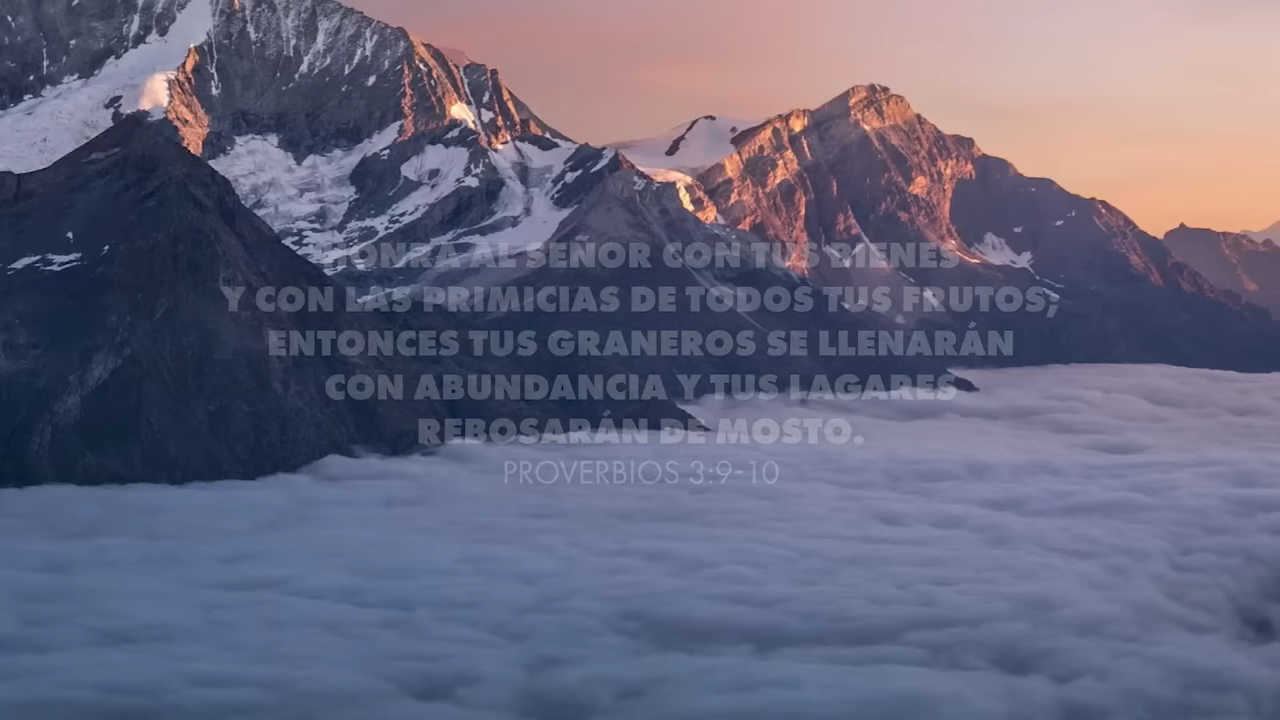 HONRA AL SEÑOR CON TUS BIENES
Y CON LAS PRIMICIAS DE TODOS TUS FRUTOS;
ENTONCES TUS GRANEROS SE LLENARÁN
CON ABUNDANCIA Y TUS LAGARES
REBOSARÁN DE MOSTO.
PROVERBIOS 3:9-10